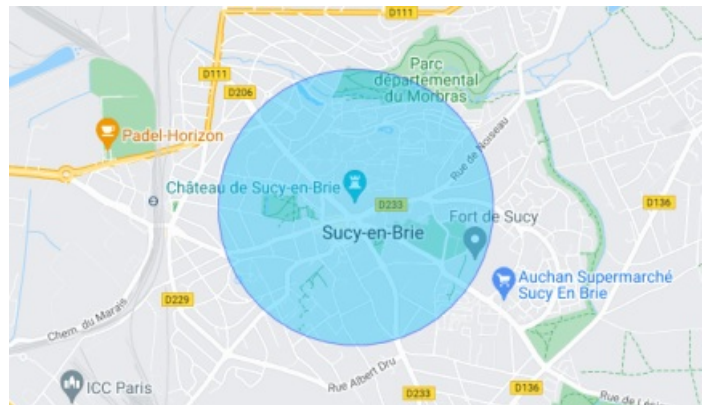 D111
Parc
départemental
du Morbras
D111
D206
Padel-Horizon
Rue de Noiseau
Château de Sucy-en-Brie
D233
D136
Fort de Sucy
Sucy-en-Brie
Auchan Supermarché
Sucy En Brie
D229
Chem. du Marais
Rue Albert Dru
ICC Paris
D233
D136